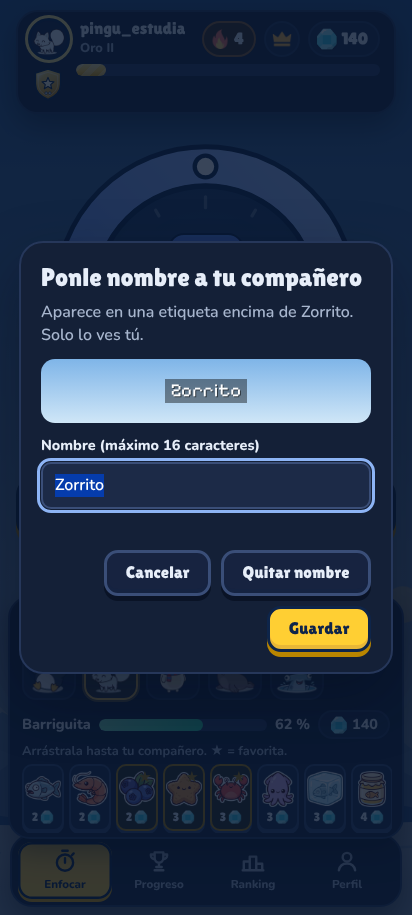 pingu_estudia
Oro II
4
140
Ponle nombre a tu compañero
Aparece en una etiqueta encima de Zorrito.
Solo lo ves tú.
Zorrito
Nombre (máximo 16 caracteres)
Zorrito
Cancelar
Quitar nombre
Guardar
Barriguita
62 %
140
Arrástrala hasta tu compañero. ★ = favorita.
2
2
2
3
3
3
3
4
Enfocar
Progreso
Ranking
Perfil